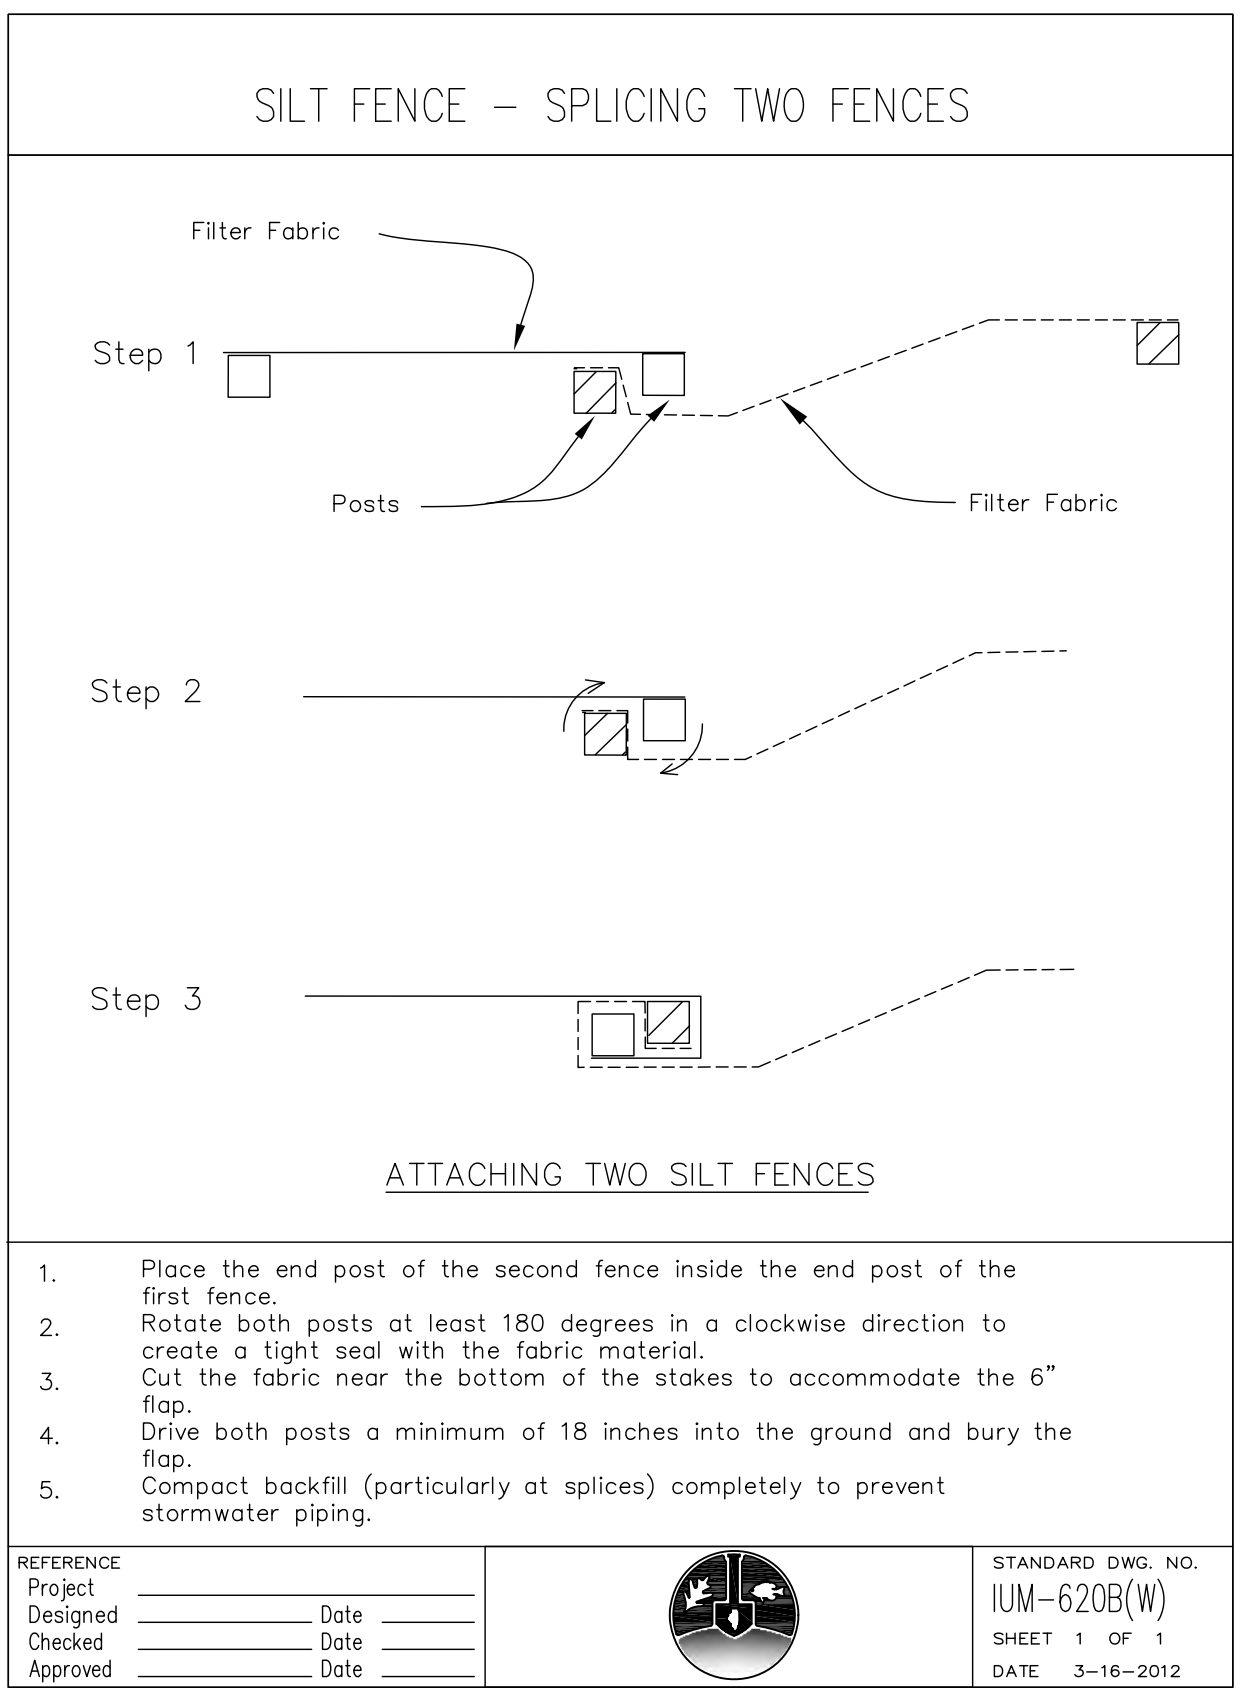 SILT FENCE – SPLICING TWO FENCES
Filter Fabric
Step 1
Posts
Filter Fabric
Step 2
Step 3
ATTACHING TWO SILT FENCES
1. Place the end post of the second fence inside the end post of the
first fence.
2. Rotate both posts at least 180 degrees in a clockwise direction to
create a tight seal with the fabric material.
3. Cut the fabric near the bottom of the stakes to accommodate the 6”
flap.
4. Drive both posts a minimum of 18 inches into the ground and bury the
flap.
5. Compact backfill (particularly at splices) completely to prevent
stormwater piping.
REFERENCE
Project
Designed Date
Checked Date
Approved Date
STANDARD DWG. NO.
IUM–620B(W)
SHEET 1 OF 1
DATE 3–16–2012